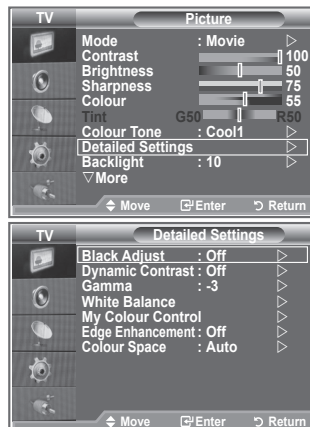 TV Picture
Mode : Movie
Contrast 100
Brightness 50
Sharpness 75
Colour 55
Tint G50 R50
Colour Tone : Cool1
Detailed Settings
Backlight : 10
▽More
Move Enter Return
TV Detailed Settings
Black Adjust : Off
Dynamic Contrast : Off
Gamma : -3
White Balance
My Colour Control
Edge Enhancement : Off
Colour Space : Auto
Move Enter Return